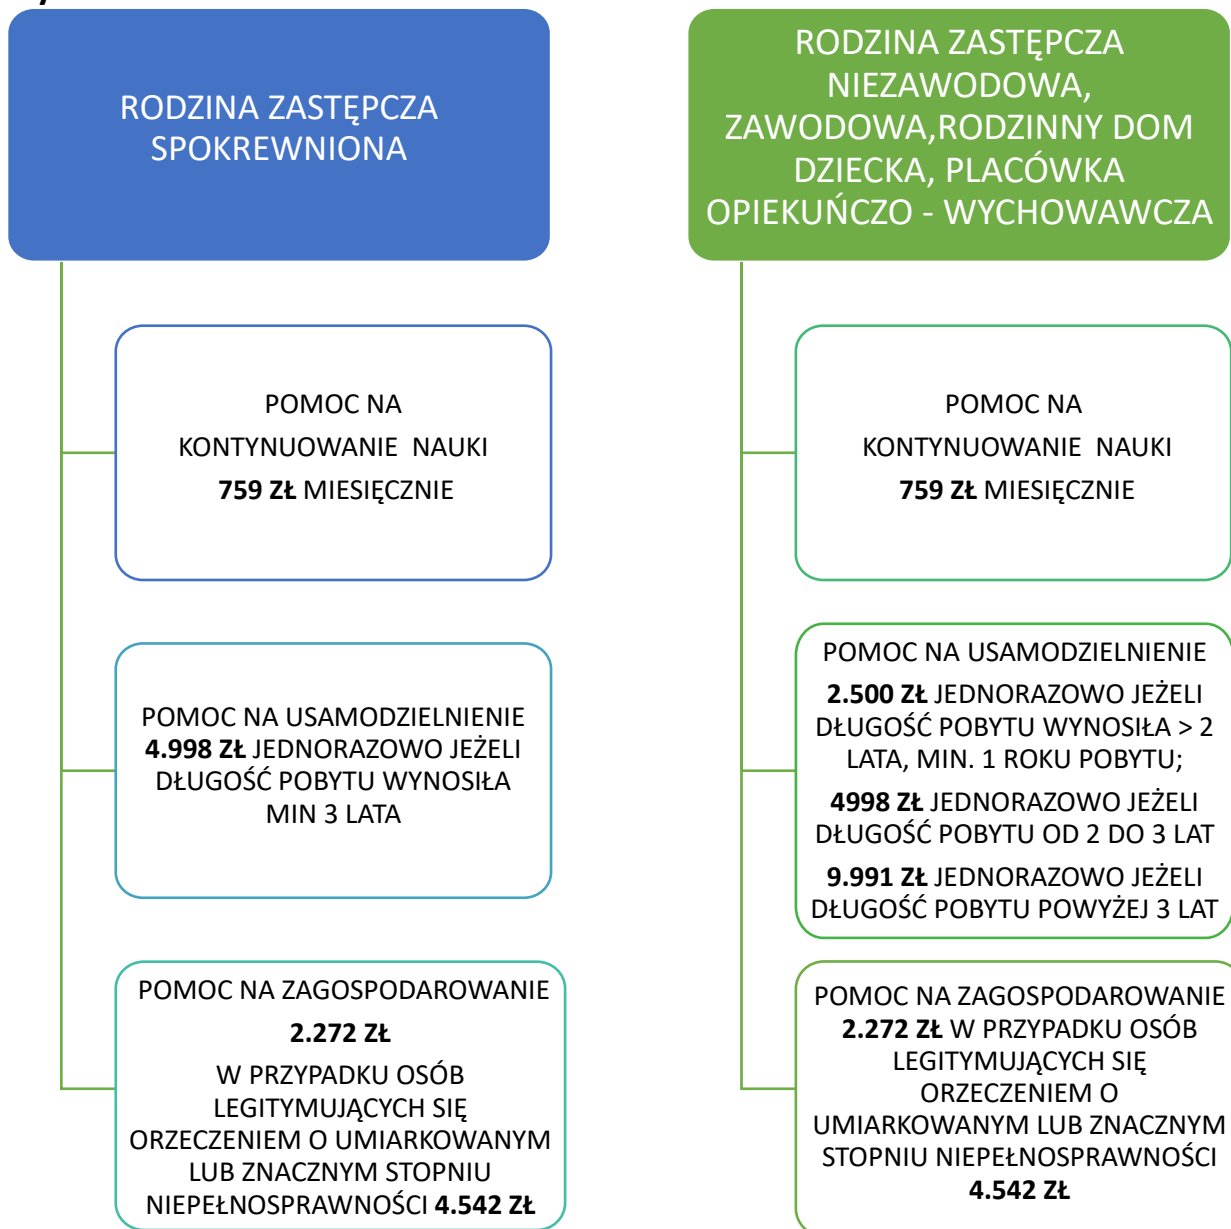 RODZINA ZASTĘPCZA
SPOKREWNIONA
POMOC NA
KONTYNUOWANIE NAUKI
759 ZŁ MIESIĘCZNIE
POMOC NA USAMODZIELNIENIE
4.998 ZŁ JEDNORAZOWO JEŻELI
DŁUGOŚĆ POBYTU WYNOSIŁA
MIN 3 LATA
POMOC NA ZAGOSPODAROWANIE
2.272 ZŁ
W PRZYPADKU OSÓB
LEGITYMUJĄCYCH SIĘ
ORZECZENIEM O UMIARKOWANYM
LUB ZNACZNYM STOPNIU
NIEPEŁNOSPRAWNOŚCI 4.542 ZŁ
RODZINA ZASTĘPCZA
NIEZAWODOWA,
ZAWODOWA,RODZINNY DOM
DZIECKA, PLACÓWKA
OPIEKUŃCZO - WYCHOWAWCZA
POMOC NA
KONTYNUOWANIE NAUKI
759 ZŁ MIESIĘCZNIE
POMOC NA USAMODZIELNIENIE
2.500 ZŁ JEDNORAZOWO JEŻELI
DŁUGOŚĆ POBYTU WYNOSIŁA > 2
LATA, MIN. 1 ROKU POBYTU;
4998 ZŁ JEDNORAZOWO JEŻELI
DŁUGOŚĆ POBYTU OD 2 DO 3 LAT
9.991 ZŁ JEDNORAZOWO JEŻELI
DŁUGOŚĆ POBYTU POWYŻEJ 3 LAT
POMOC NA ZAGOSPODAROWANIE
2.272 ZŁ W PRZYPADKU OSÓB
LEGITYMUJĄCYCH SIĘ
ORZECZENIEM O
UMIARKOWANYM LUB ZNACZNYM
STOPNIU NIEPEŁNOSPRAWNOŚCI
4.542 ZŁ